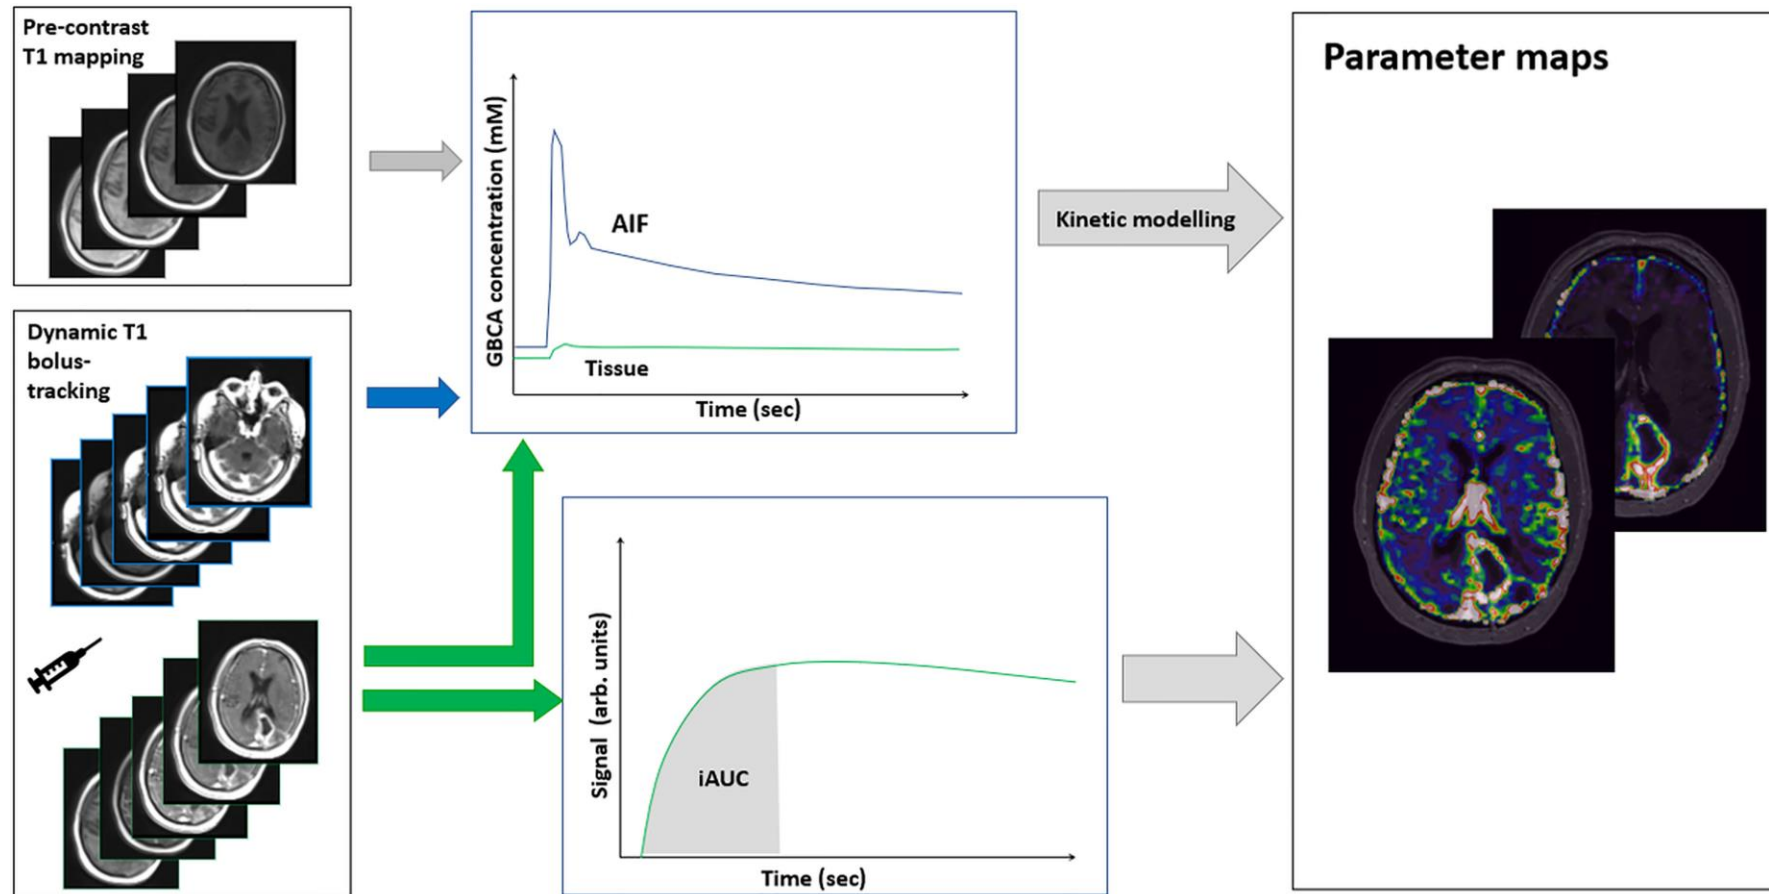 Pre-contrast
T1 mapping
Dynamic T1
bolus-
tracking
GBCA concentration (mM)
AIF
Tissue
Time (sec)
Signal (arb. units)
iAUC
Time (sec)
Kinetic modelling
Parameter maps